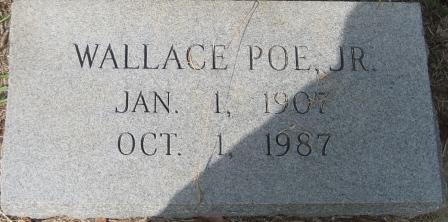 WALLACE POE, JR.
JAN. 1, 1907
OCT. 1, 1987